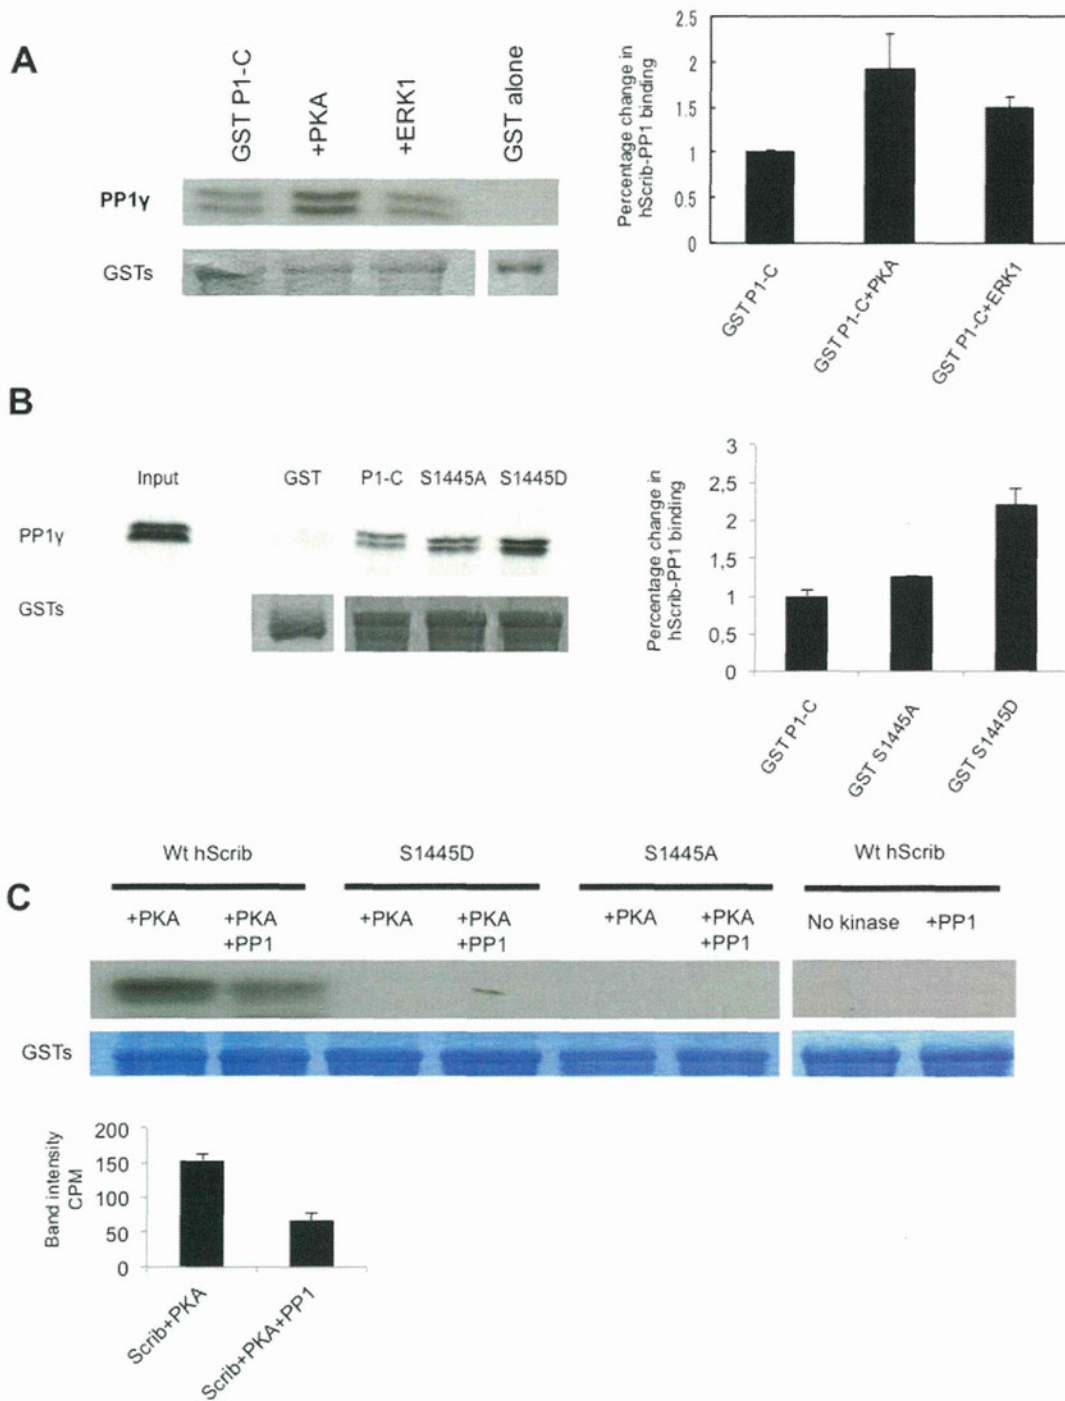 A
GST P1-C
+PKA
+ERK1
GST alone
PP1γ
GSTs
Percentage change in
hScrib-PP1 binding
2.5
2
1.5
1
0.5
0
GST P1-C
GST P1-C+PKA
GST P1-C+ERK1
B
Input
GST
P1-C
S1445A
S1445D
PP1γ
GSTs
Percentage change in
hScrib-PP1 binding
3
2,5
2
1,5
1
0,5
0
GST P1-C
GST S1445A
GST S1445D
C
Wt hScrib
S1445D
S1445A
Wt hScrib
+PKA
+PKA
+PP1
+PKA
+PKA
+PP1
+PKA
+PKA
+PP1
No kinase
+PP1
GSTs
Band intensity
CPM
200
150
100
50
0
Scrib+PKA
Scrib+PKA+PP1